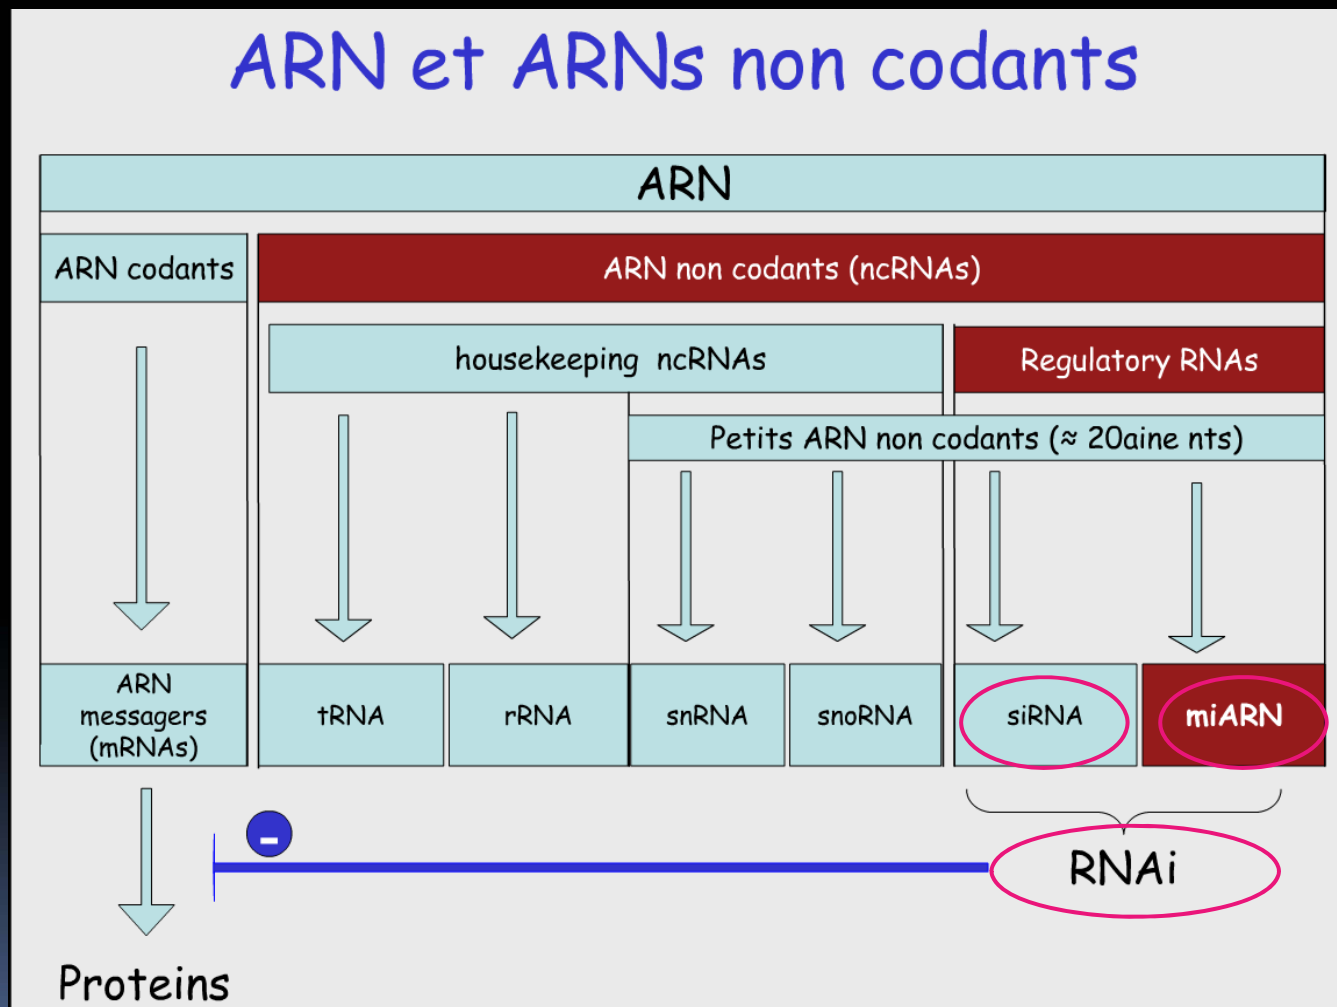 ARN et ARNs non codants
ARN
ARN codants
ARN non codants (ncRNAs)
housekeeping ncRNAs
Regulatory RNAs
Petits ARN non codants (≈ 20aine nts)
ARN
messagers
(mRNAs)
tRNA
rRNA
snRNA
snoRNA
siRNA
miARN
-
RNAi
Proteins